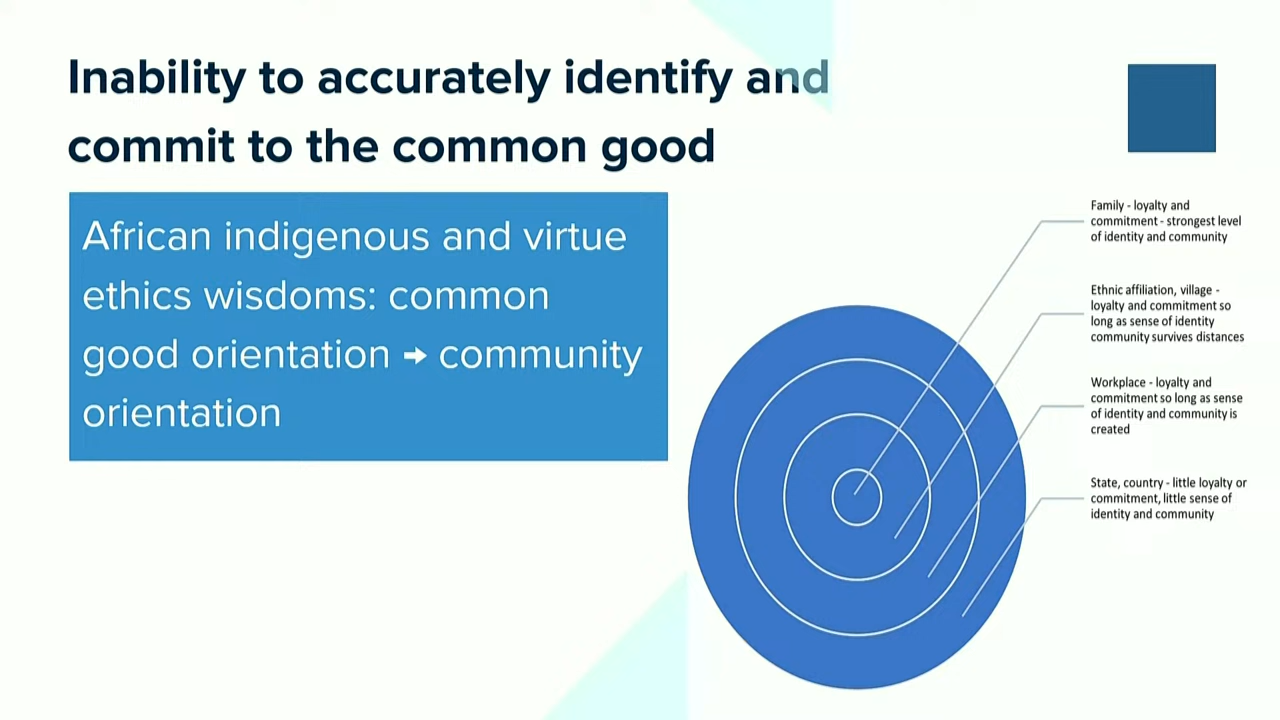 Inability to accurately identify and
commit to the common good
African indigenous and virtue
ethics wisdoms: common
good orientation → community
orientation
Family - loyalty and
commitment - strongest level
of identity and community
Ethnic affiliation, village -
loyalty and commitment so
long as sense of identity
community survives distances
Workplace - loyalty and
commitment so long as sense
of identity and community is
created
State, country - little loyalty or
commitment, little sense of
identity and community